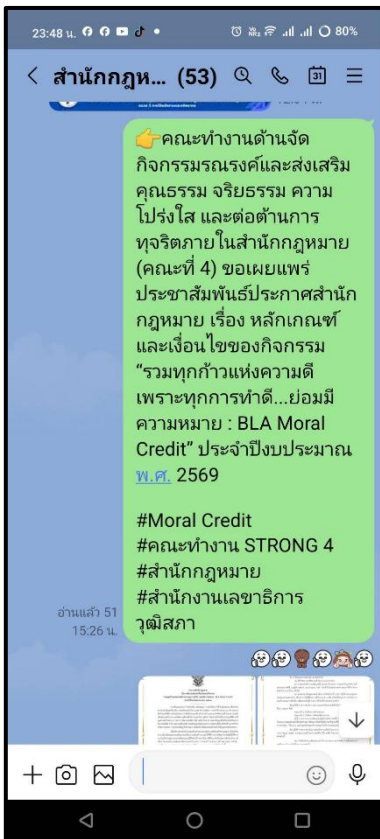 23:48 น.
80%
สำนักกฎห... (53)
31
👉คณะทำงานด้านจัด
กิจกรรมรณรงค์และส่งเสริม
คุณธรรม จริยธรรม ความ
โปร่งใส และต่อต้านการ
ทุจริตภายในสำนักกฎหมาย
(คณะที่ 4) ขอเผยแพร่
ประชาสัมพันธ์ประกาศสำนัก
กฎหมาย เรื่อง หลักเกณฑ์
และเงื่อนไขของกิจกรรม
“รวมทุกก้าวแห่งความดี
เพราะทุกการทำดี...ย่อมมี
ความหมาย : BLA Moral
Credit” ประจำปีงบประมาณ
พ.ศ. 2569
#Moral Credit
#คณะทำงาน STRONG 4
#สำนักกฎหมาย
#สำนักงานเลขาธิการ
วุฒิสภา
อ่านแล้ว 51
15:26 น.